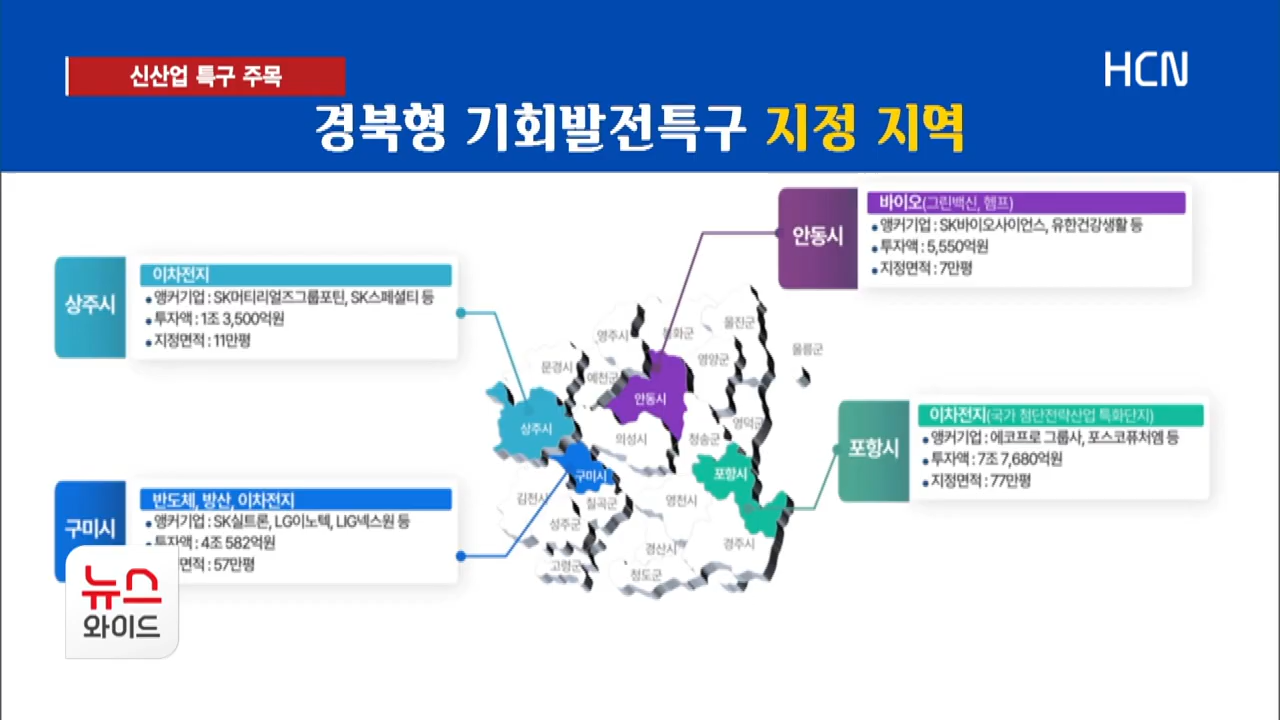 신산업 특구 주목
HCN
경북형 기회발전특구 지정 지역
안동시
바이오(그린백신, 헴프)
앵커기업 : SK바이오사이언스, 유한건강생활 등
투자액 : 5,550억원
지정면적 : 7만평
상주시
이차전지
앵커기업 : SK머티리얼즈그룹포틴, SK스페셜티 등
투자액 : 1조 3,500억원
지정면적 : 11만평
포항시
이차전지(국가 첨단전략산업 특화단지)
앵커기업 : 에코프로 그룹사, 포스코퓨처엠 등
투자액 : 7조 7,680억원
지정면적 : 77만평
구미시
반도체, 방산, 이차전지
앵커기업 : SK실트론, LG이노텍, LIG넥스원 등
투자액 : 4조 582억원
면적 : 57만평
울진군
영주시
봉화군
울릉군
영양군
문경시
예천군
안동시
영덕군
상주시
의성시
청송군
포항시
구미시
김천시
칠곡군
영천시
성주군
경산시
경주시
고령군
청도군
뉴스
와이드